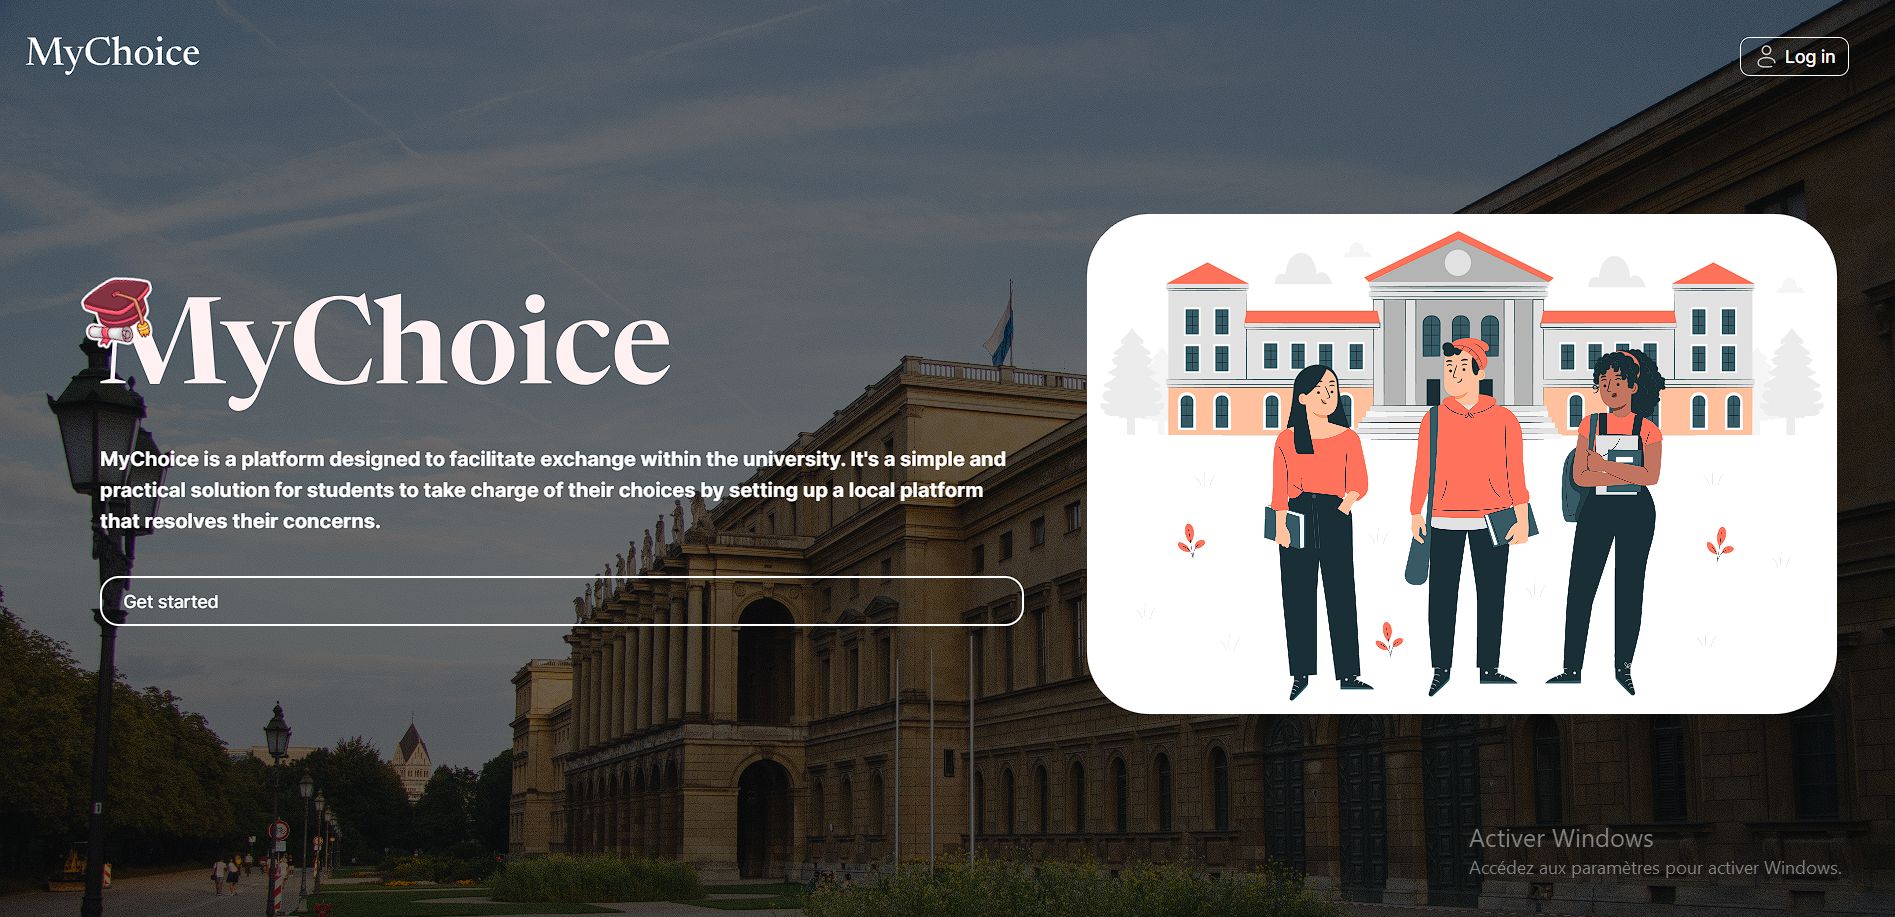 MyChoice
Log in
MyChoice
MyChoice is a platform designed to facilitate exchange within the university. It's a simple and
practical solution for students to take charge of their choices by setting up a local platform
that resolves their concerns.
Get started
Activer Windows
Accédez aux paramètres pour activer Windows.